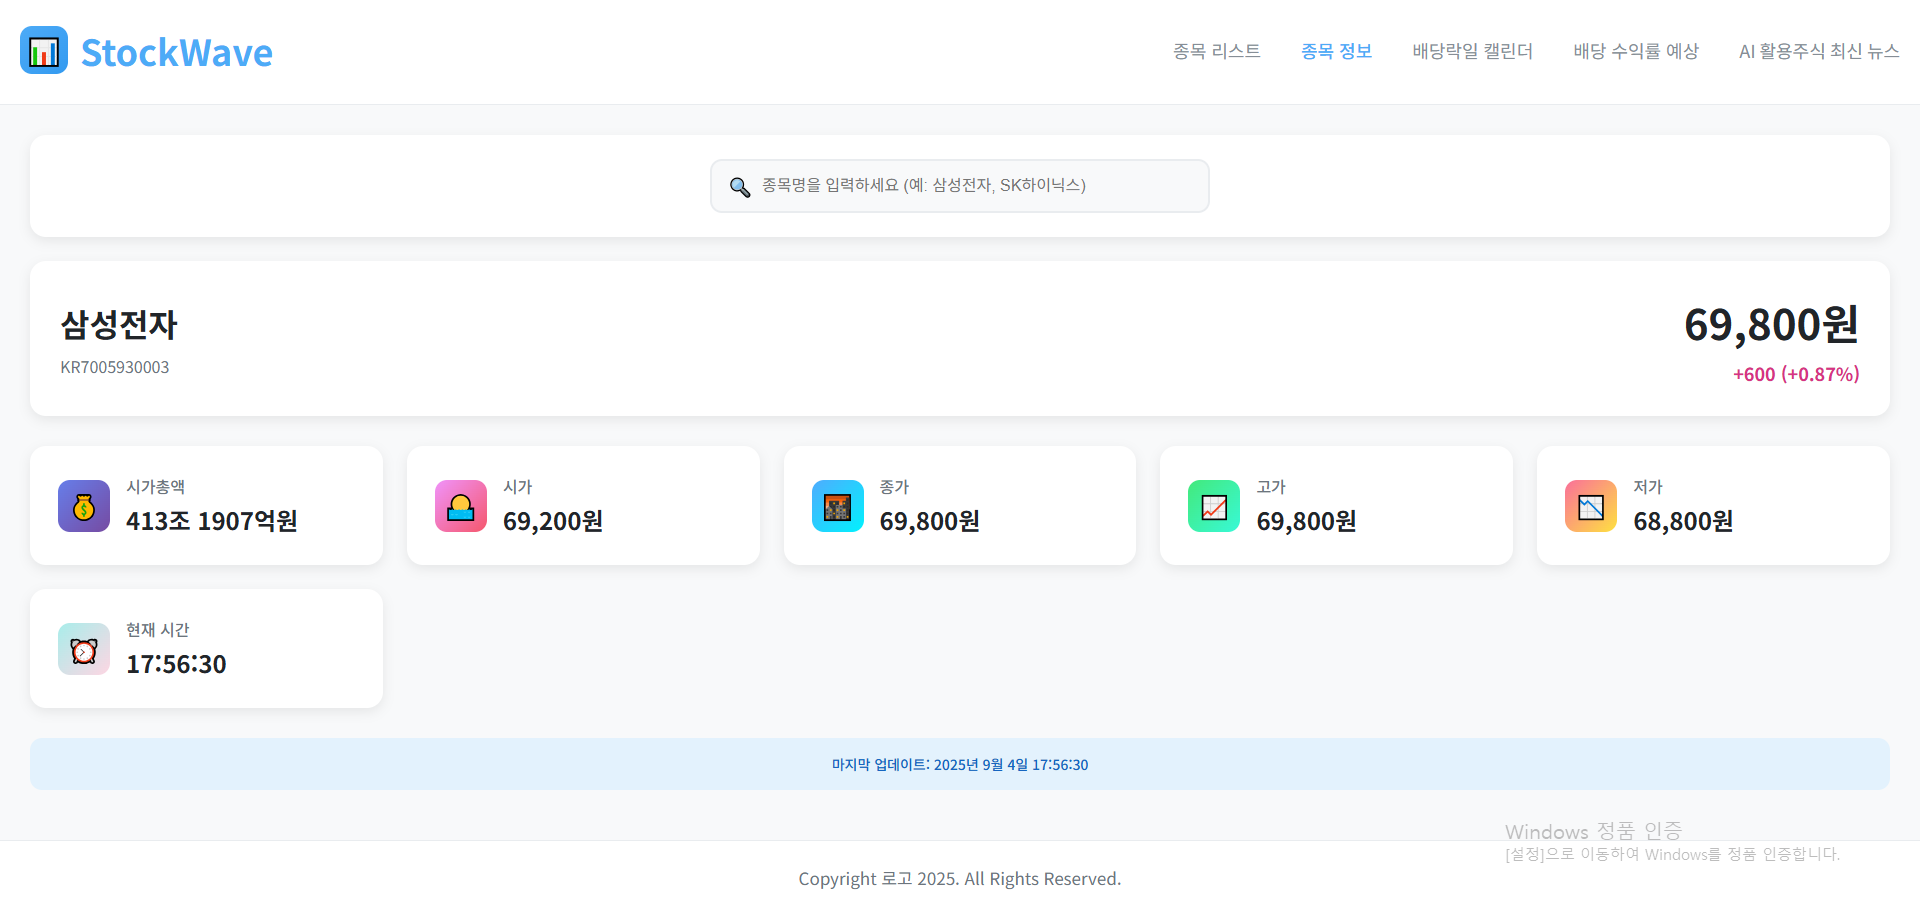 StockWave
종목 리스트
종목 정보
배당락일 캘린더
배당 수익률 예상
AI 활용주식 최신 뉴스
종목명을 입력하세요 (예: 삼성전자, SK하이닉스)
삼성전자
KR7005930003
69,800원
+600 (+0.87%)
시가총액
413조 1907억원
시가
69,200원
종가
69,800원
고가
69,800원
저가
68,800원
현재 시간
17:56:30
마지막 업데이트: 2025년 9월 4일 17:56:30
Windows 정품 인증
[설정]으로 이동하여 Windows를 정품 인증합니다.
Copyright 로고 2025. All Rights Reserved.